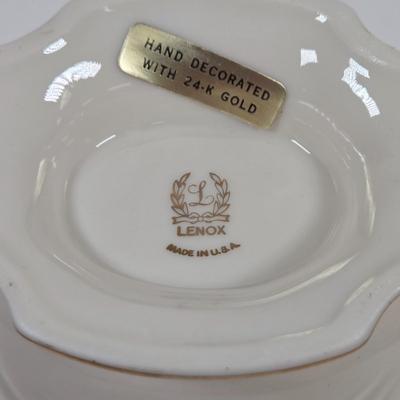 HAND DECORATED
WITH 24-K GOLD
L
LENOX
MADE IN U.S.A.